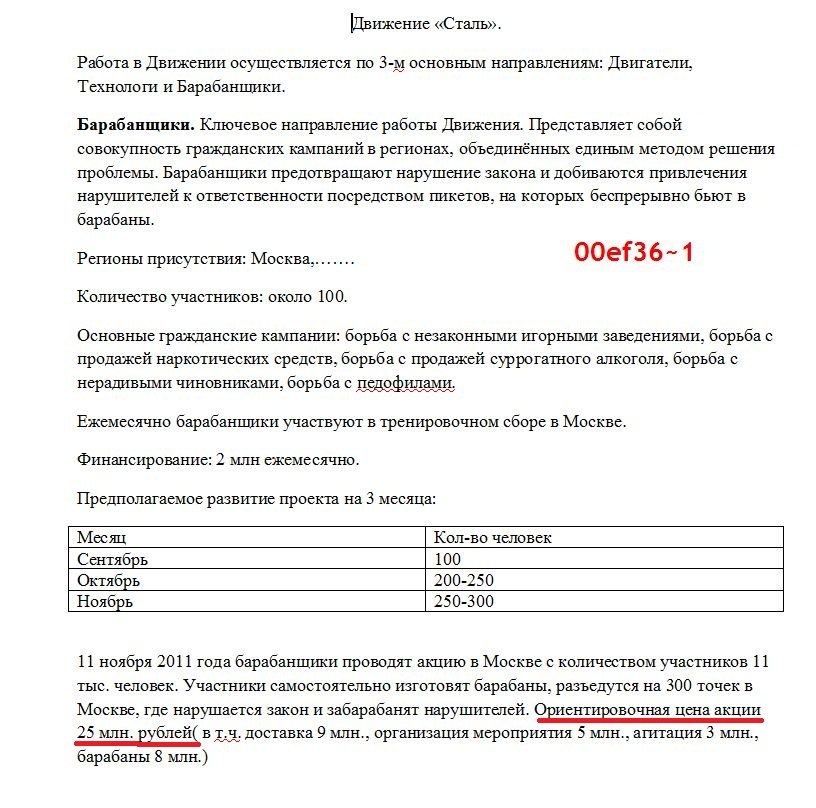 Движение «Сталь».
Работа в Движении осуществляется по 3-м основным направлениям: Двигатели,
Технологи и Барабанщики.
Барабанщики. Ключевое направление работы Движения. Представляет собой
совокупность гражданских кампаний в регионах, объединённых единым методом решения
проблемы. Барабанщики предотвращают нарушение закона и добиваются привлечения
нарушителей к ответственности посредством пикетов, на которых беспрерывно бьют в
барабаны.
Регионы присутствия: Москва,…….
00ef36~1
Количество участников: около 100.
Основные гражданские кампании: борьба с незаконными игорными заведениями, борьба с
продажей наркотических средств, борьба с продажей суррогатного алкоголя, борьба с
нерадивыми чиновниками, борьба с педофилами.
Ежемесячно барабанщики участвуют в тренировочном сборе в Москве.
Финансирование: 2 млн ежемесячно.
Предполагаемое развитие проекта на 3 месяца:
Месяц Кол-во человек
Сентябрь 100
Октябрь 200-250
Ноябрь 250-300
11 ноября 2011 года барабанщики проводят акцию в Москве с количеством участников 11
тыс. человек. Участники самостоятельно изготовят барабаны, разъедутся на 300 точек в
Москве, где нарушается закон и забарабанят нарушителей. Ориентировочная цена акции
25 млн. рублей( в т.ч. доставка 9 млн., организация мероприятия 5 млн., агитация 3 млн.,
барабаны 8 млн.)